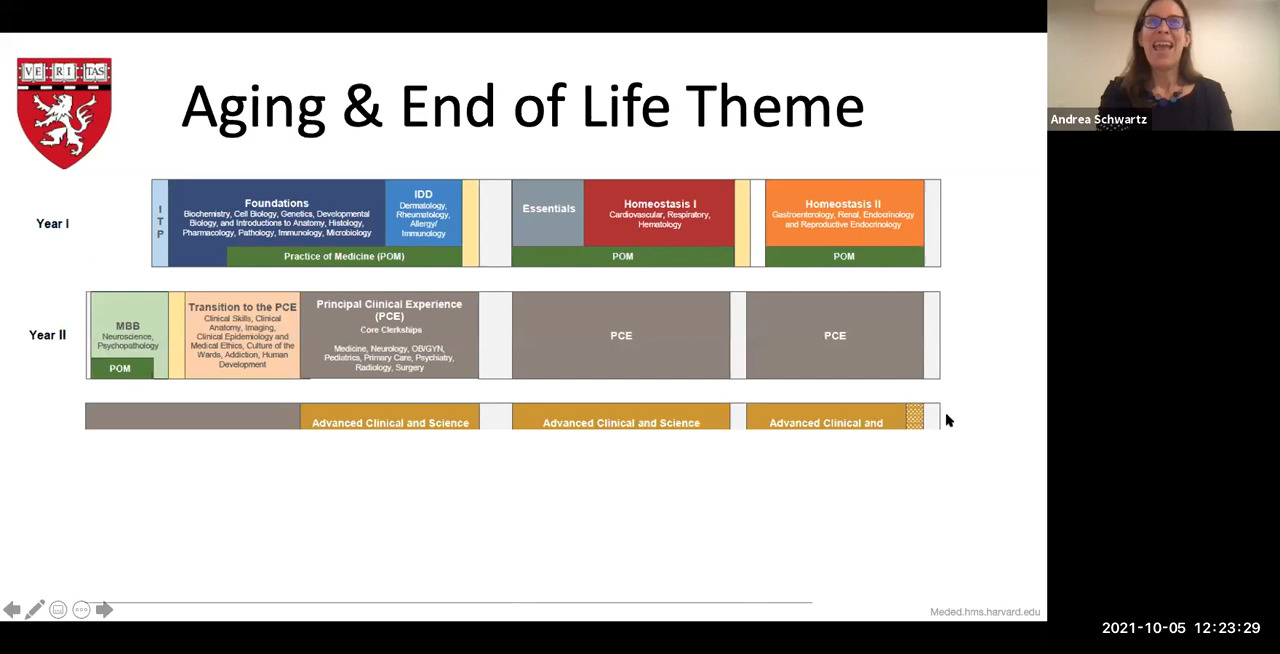 VE RI TAS
Aging & End of Life Theme
Andrea Schwartz
Year I
I
T
P
Foundations
Biochemistry, Cell Biology, Genetics, Developmental
Biology, and Introductions to Anatomy, Histology,
Pharmacology, Pathology, Immunology, Microbiology
Practice of Medicine (POM)
IDD
Dermatology,
Rheumatology,
Allergy/
Immunology
Essentials
Homeostasis I
Cardiovascular, Respiratory,
Hematology
POM
Homeostasis II
Gastroenterology, Renal, Endocrinology
and Reproductive Endocrinology
POM
Year II
MBB
Neuroscience,
Psychopathology
POM
Transition to the PCE
Clinical Skills, Clinical
Anatomy, Imaging,
Clinical Epidemiology and
Medical Ethics, Culture of the
Wards, Addiction, Human
Development
Principal Clinical Experience
(PCE)
Core Clerkships
Medicine, Neurology, OB/GYN,
Pediatrics, Primary Care, Psychiatry,
Radiology, Surgery
PCE
PCE
Advanced Clinical and Science
Advanced Clinical and Science
Advanced Clinical and
Meded.hms.harvard.edu
2021-10-05 12:23:29